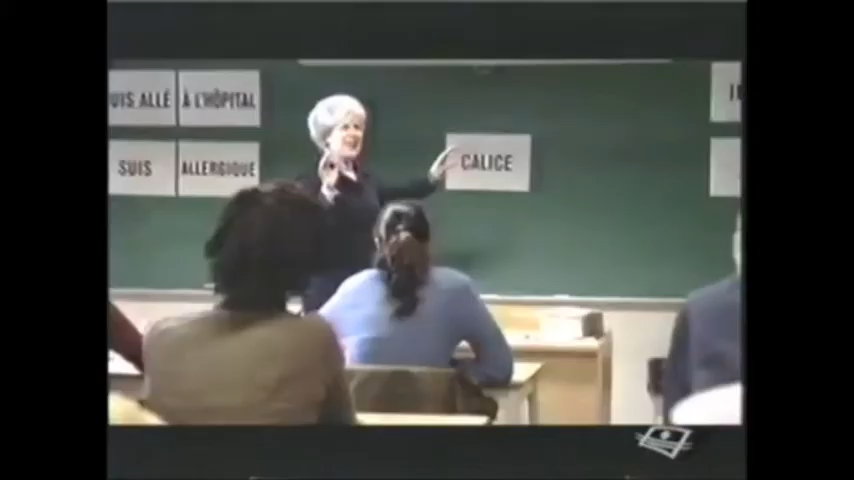 UIS ALLÉ
À L'HÔPITAL
SUIS
ALLERGIQUE
CALICE